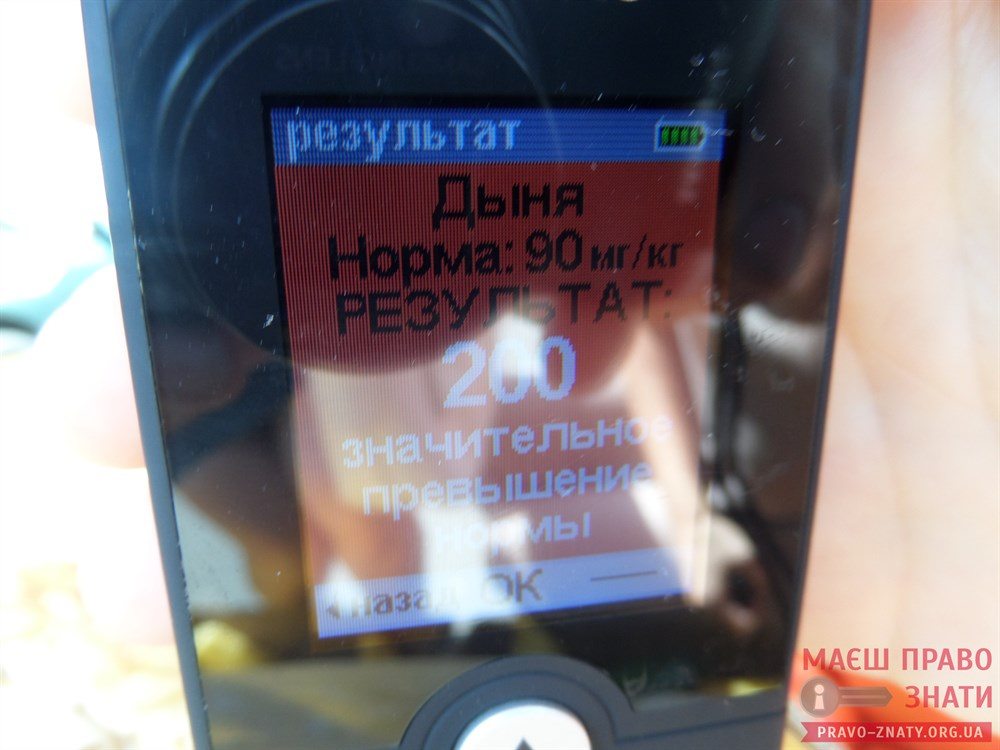 результат
Дыня
Норма: 90 мг/кг
РЕЗУЛЬТАТ:
200
значительное
превышение
нормы
назад OK
МАЄШ ПРАВО
ЗНАТИ
PRAVO-ZNATY.ORG.UA